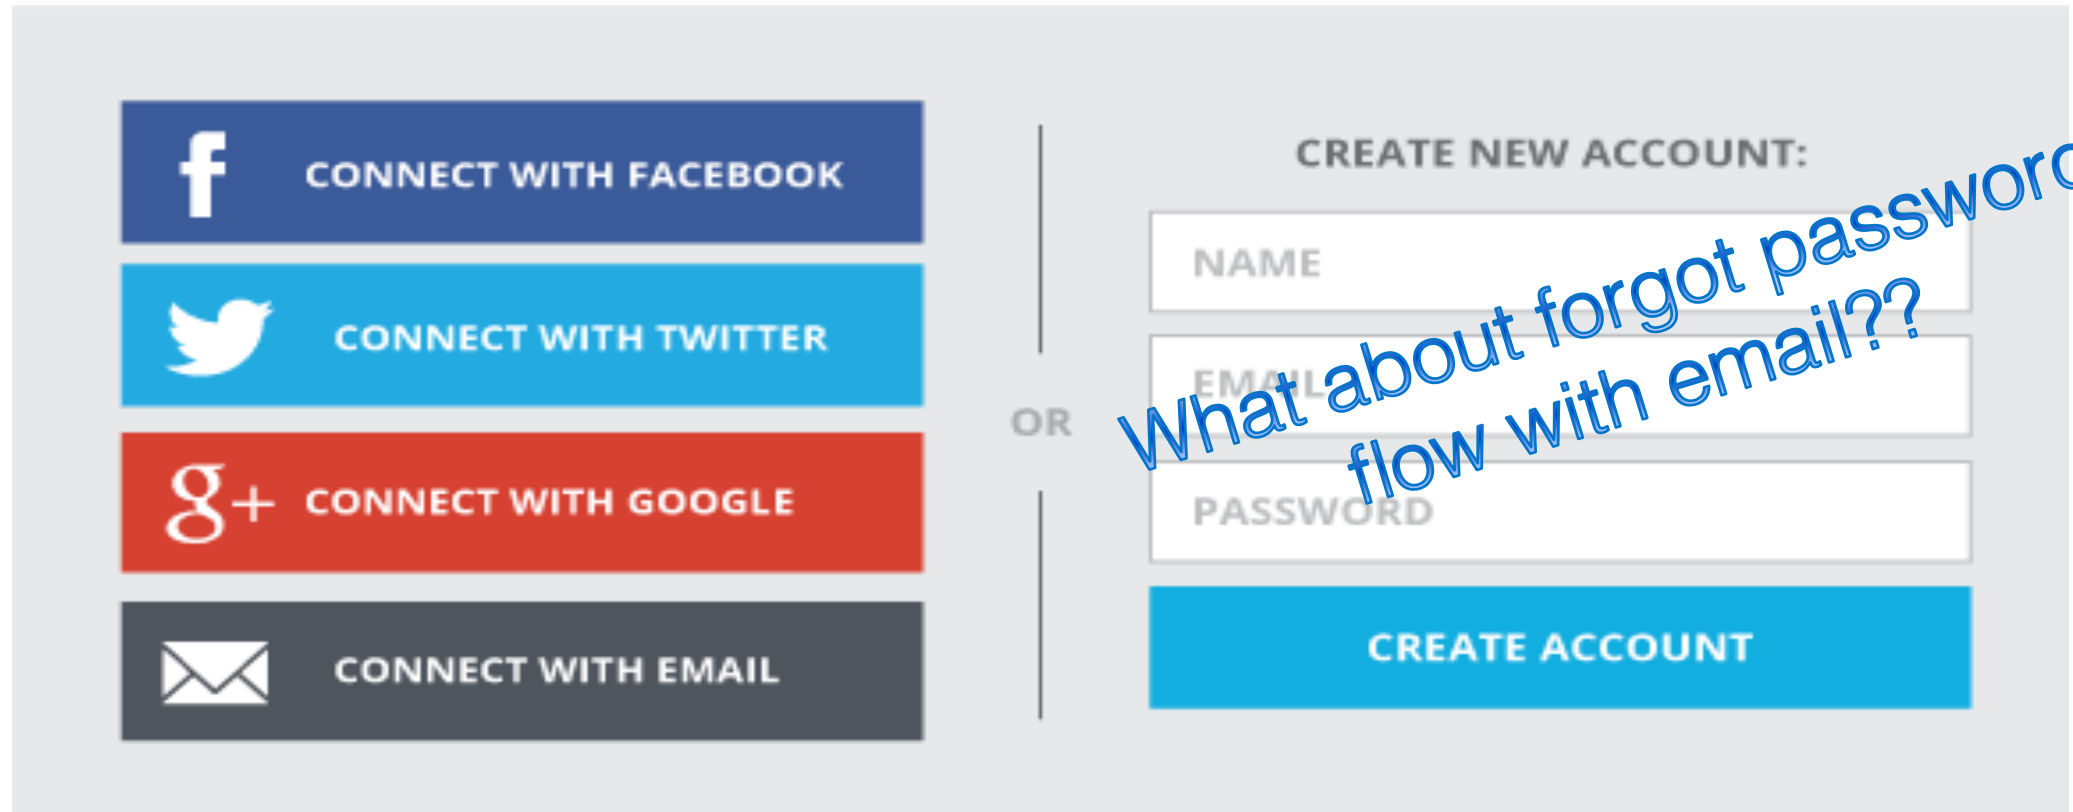 CONNECT WITH FACEBOOK
CONNECT WITH TWITTER
g+ CONNECT WITH GOOGLE
CONNECT WITH EMAIL
OR
CREATE NEW ACCOUNT:
NAME
EMAIL
PASSWORD
CREATE ACCOUNT
What about forgot
flow with email??